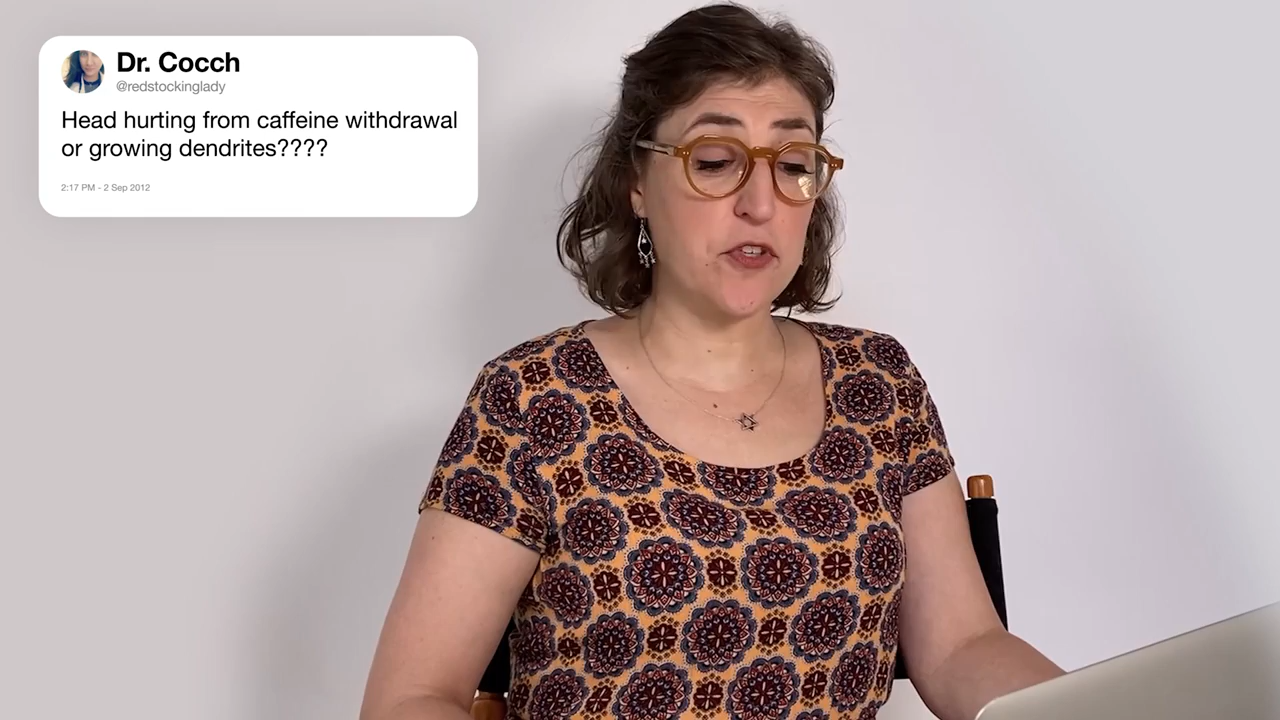 Dr. Cocch
@redstockinglady
Head hurting from caffeine withdrawal
or growing dendrites????
2:17 PM - 2 Sep 2012